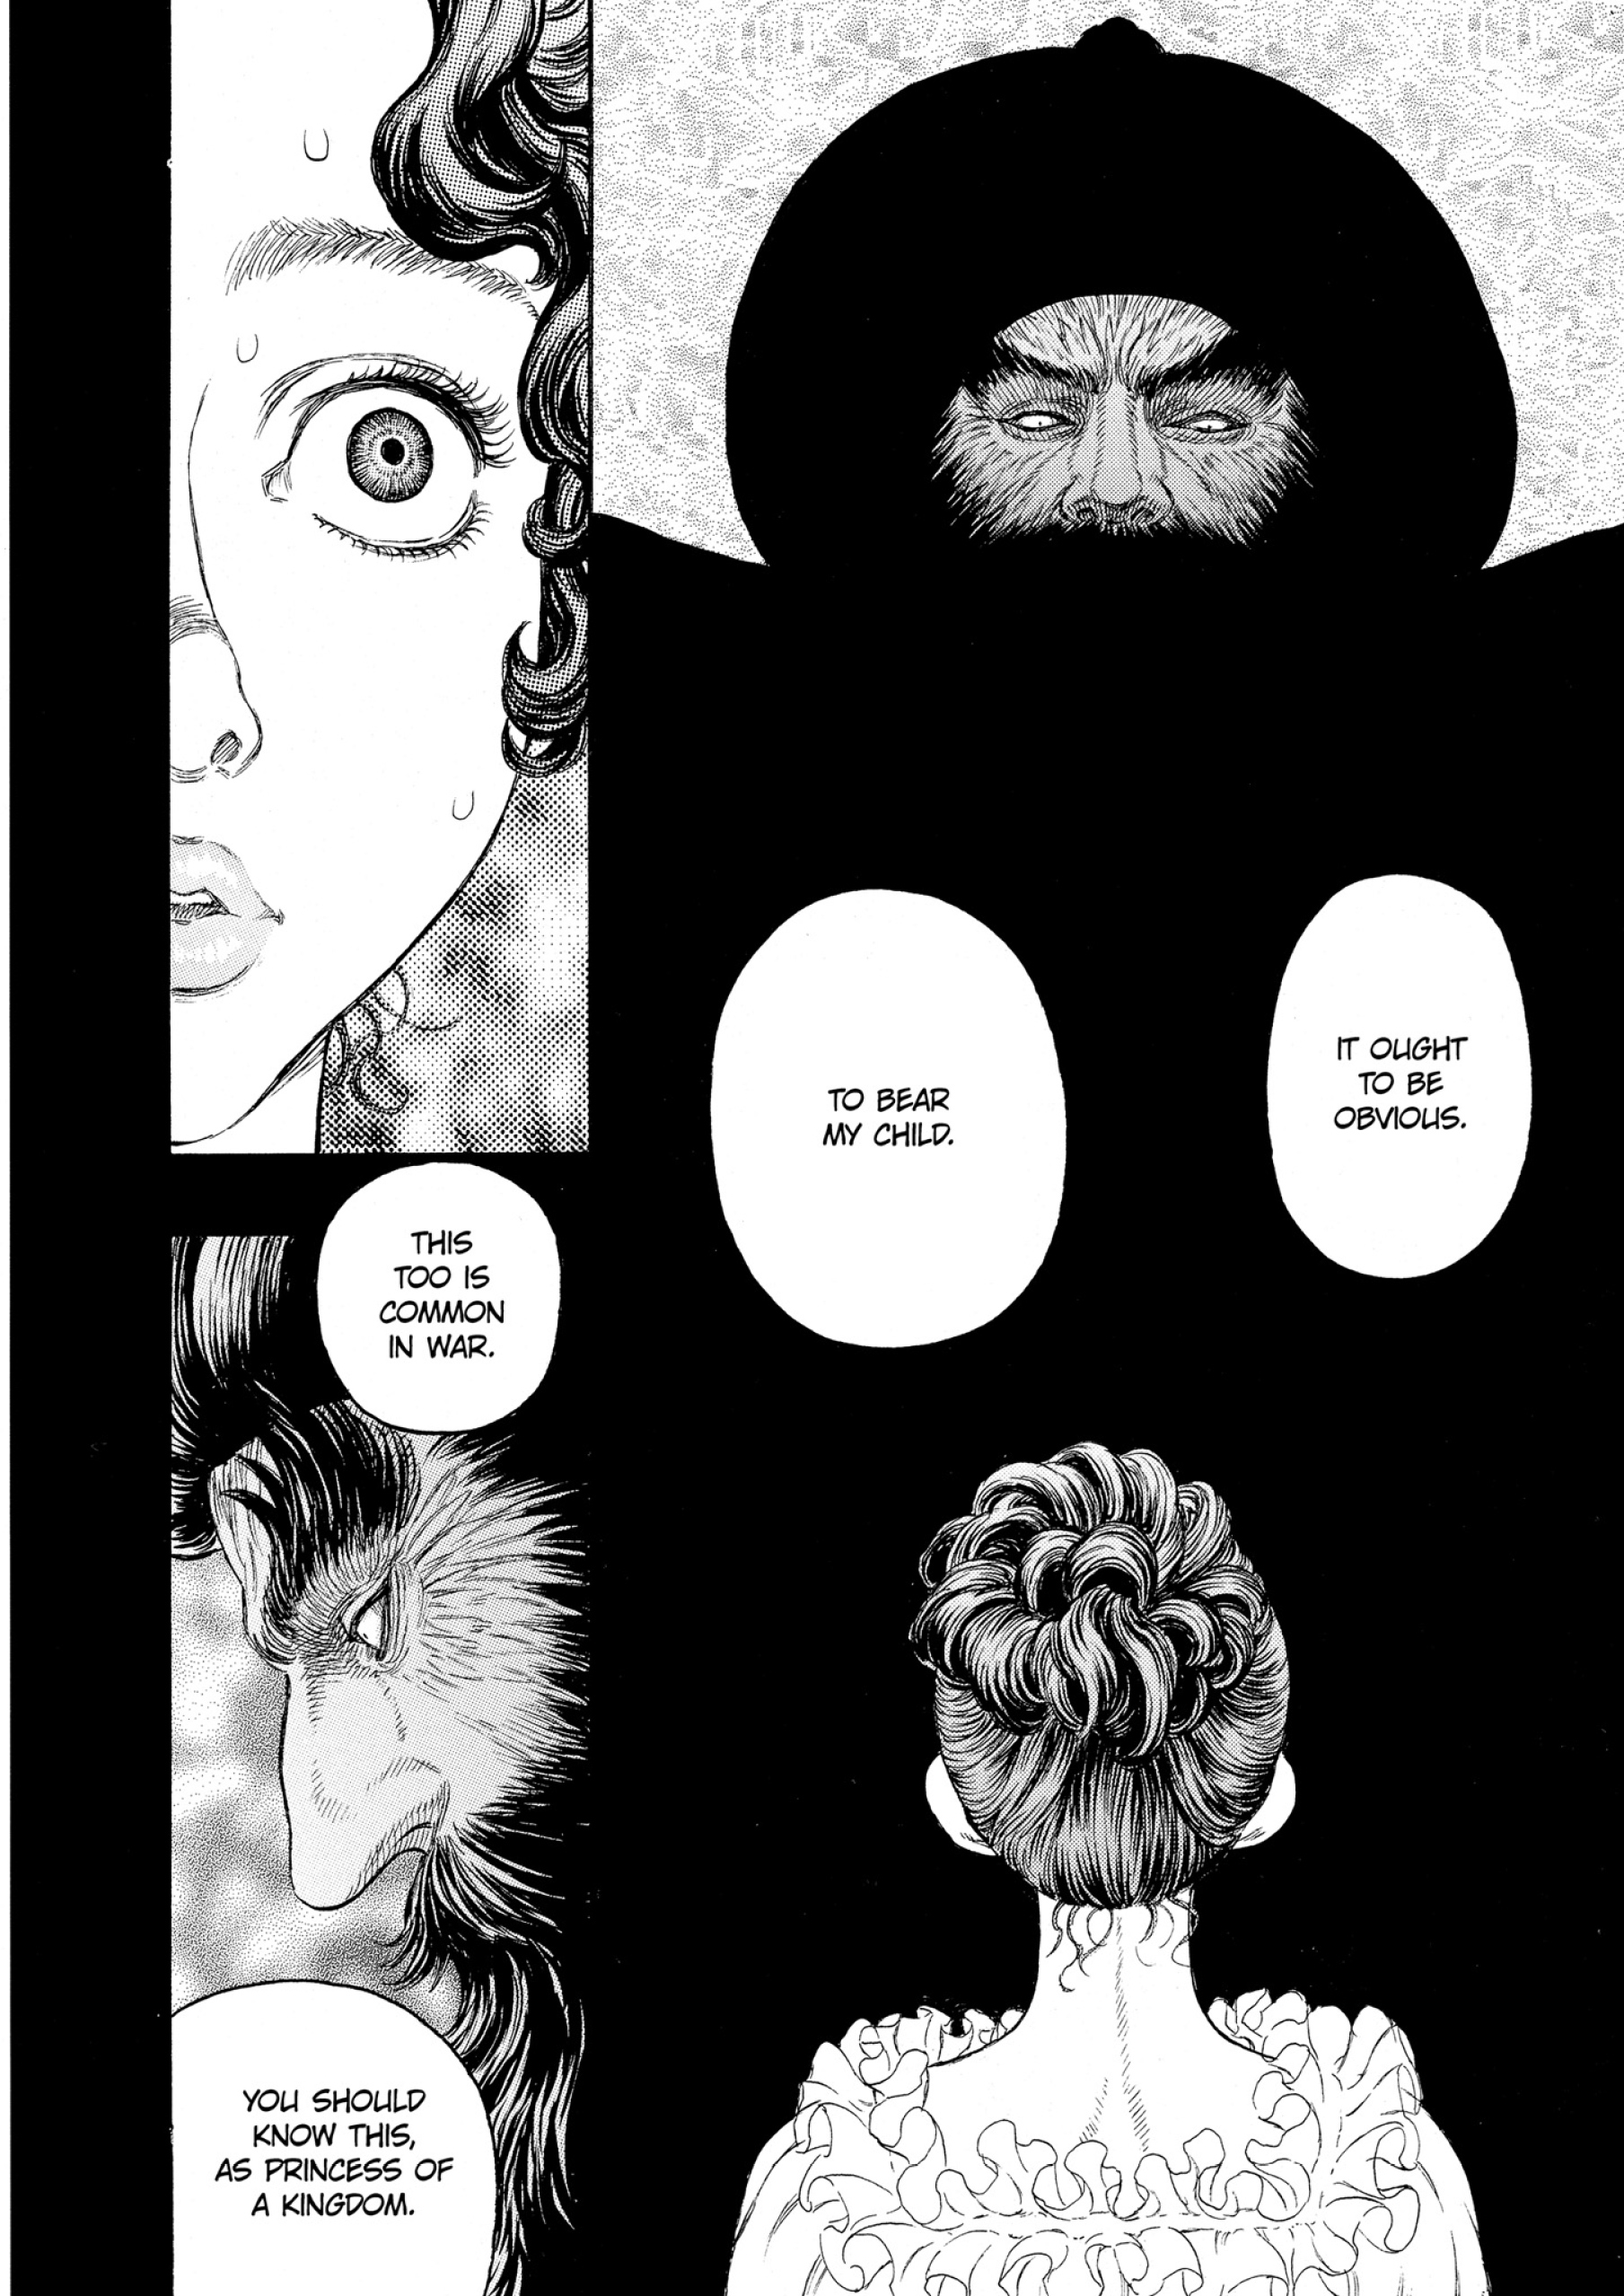 IT OUGHT
TO BE
OBVIOUS.
TO BEAR
MY CHILD.
THIS
TOO IS
COMMON
IN WAR.
YOU SHOULD
KNOW THIS,
AS PRINCESS OF
A KINGDOM.